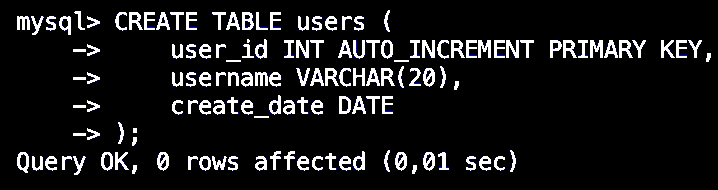 mysql> CREATE TABLE users (
    ->     user_id INT AUTO_INCREMENT PRIMARY KEY,
    ->     username VARCHAR(20),
    ->     create_date DATE
    -> );
Query OK, 0 rows affected (0,01 sec)